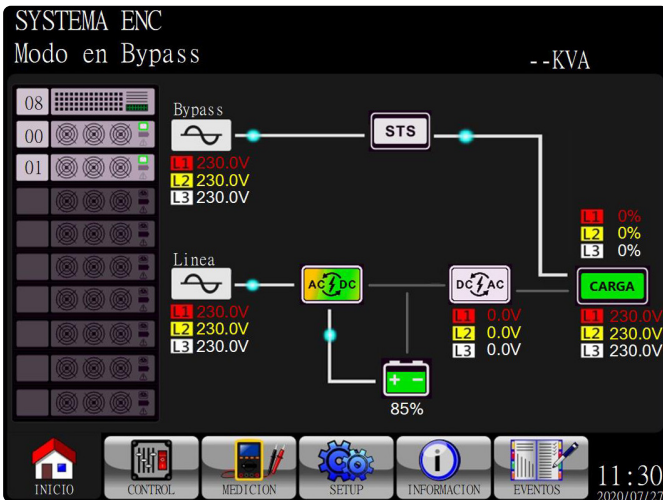 SYSTEMA ENC
Modo en Bypass
--KVA
08
00
01
Bypass
STS
L1 230.0V
L2 230.0V
L3 230.0V
L1 0%
L2 0%
L3 0%
Linea
AC DC
DC AC
CARGA
L1 230.0V
L2 230.0V
L3 230.0V
L1 0.0V
L2 0.0V
L3 0.0V
L1 230.0V
L2 230.0V
L3 230.0V
85%
INICIO
CONTROL
MEDICION
SETUP
INFORMACION
EVENTOS
11:30